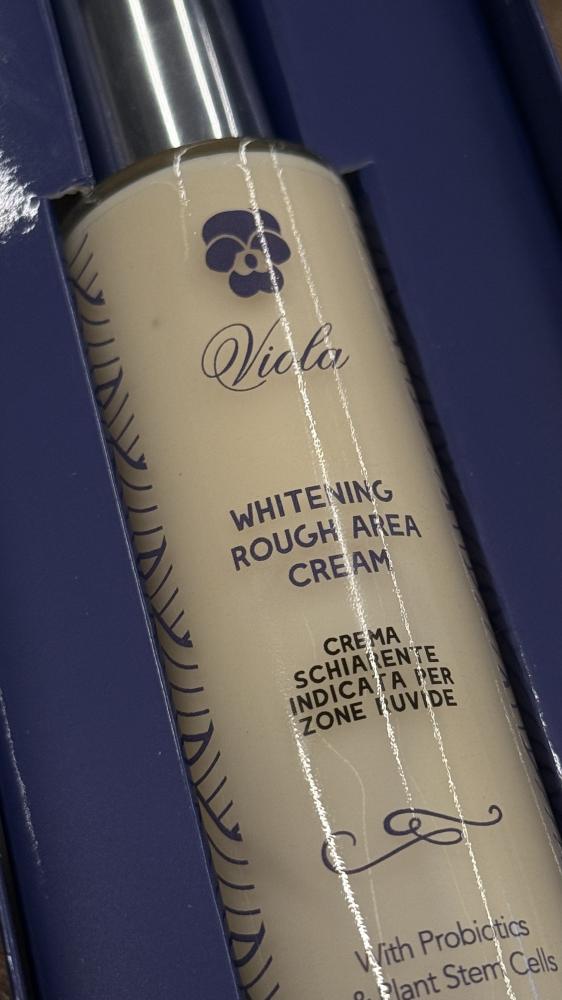 Viola
WHITENING
ROUGH AREA
CREAM
CREMA
SCHIARENTE
INDICATA PER
ZONE RUVIDE
With Probiotics
& Plant Stem Cells